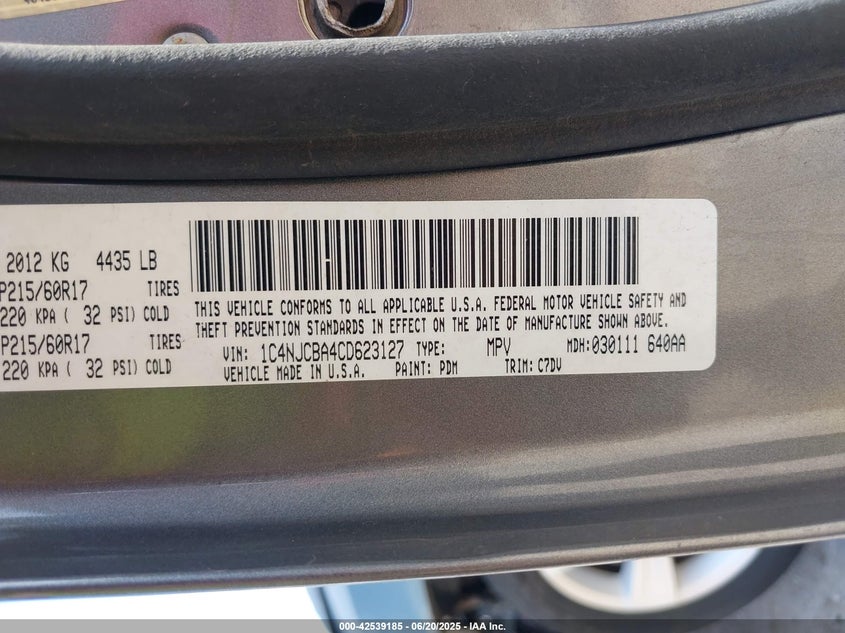 2012 KG 4435 LB
P215/60R17 TIRES
220 KPA ( 32 PSI) COLD
P215/60R17 TIRES
220 KPA ( 32 PSI) COLD
THIS VEHICLE CONFORMS TO ALL APPLICABLE U.S.A. FEDERAL MOTOR VEHICLE SAFETY AND
THEFT PREVENTION STANDARDS IN EFFECT ON THE DATE OF MANUFACTURE SHOWN ABOVE.
VIN: 1C4NJCBA4CD623127 TYPE: MPV MDH:030111 640AA
VEHICLE MADE IN U.S.A. PAINT: PDM TRIM: C7DV
000-42539185 - 06/20/2025 - IAA Inc.